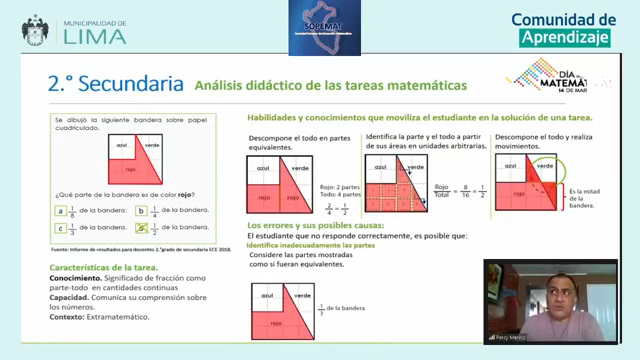 MUNICIPALIDAD DE
LIMA
SOPEMAT
Comunidad de
Aprendizaje
2.° Secundaria
Análisis didáctico de las tareas matemáticas
DÍA
MATEMÁ
14 DE MAR
Se dibujó la siguiente bandera sobre papel
cuadriculado.
azul
verde
rojo
¿Qué parte de la bandera es de color rojo?
a 1/8 de la bandera.
b 1/4 de la bandera.
c 1/3 de la bandera.
1/2 de la bandera.
Fuente: Informe de resultados para docentes 2.°grado de secundaria ECE 2018.
Características de la tarea.
Conocimiento. Significado de fracción como
parte-todo en cantidades continuas
Capacidad. Comunica su comprensión sobre
los números.
Contexto: Extramatemático.
Habilidades y conocimientos que moviliza el estudiante en la solución de una tarea.
Descompone el todo en partes
equivalentes.
azul
verde
rojo
Rojo: 2 partes
Todo: 4 partes
2/4 = 1/2
Identifica la parte y el todo a partir
de sus áreas en unidades arbitrarias.
Rojo/Total = 8/16 = 1/2
Descompone el todo y realiza
movimientos.
azul
verde
rojo
Es la mitad
de la
bandera.
Los errores y sus posibles causas:
El estudiante que no responde correctamente, es posible que:
Identifica inadecuadamente las partes
Considere las partes mostradas
como si fueran equivalentes.
azul
verde
rojo
1/3 de la bandera